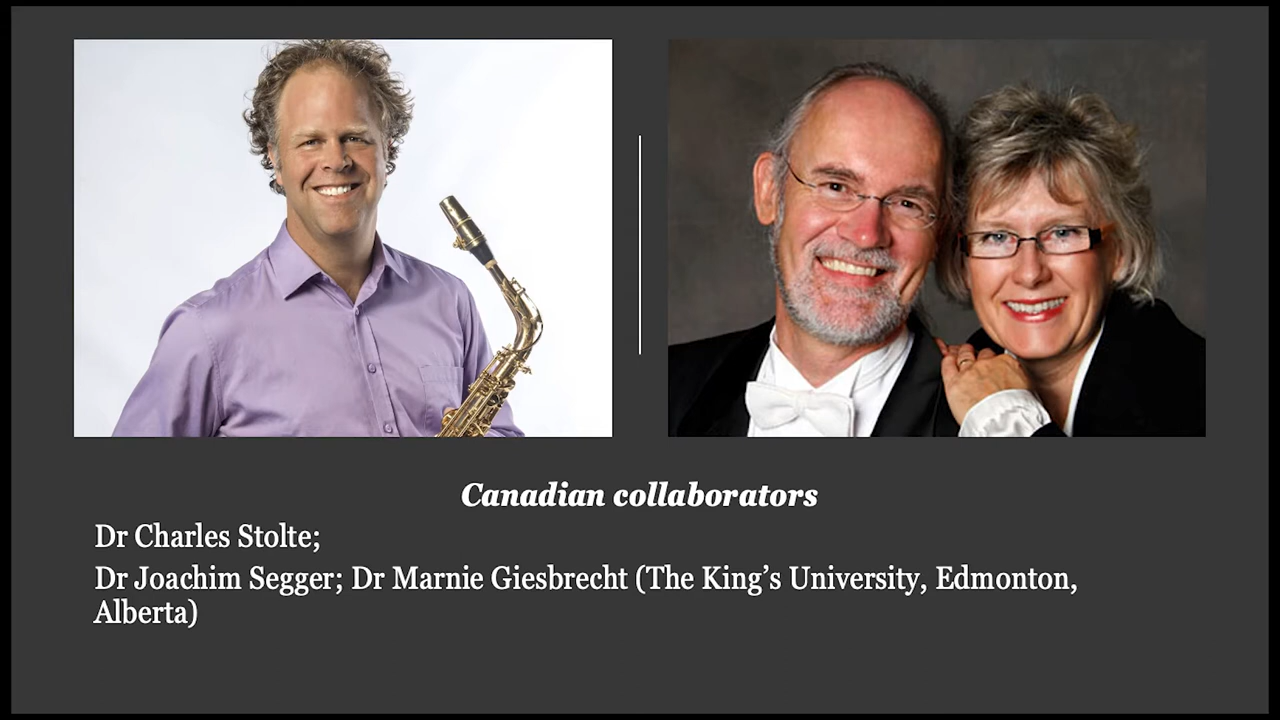 Canadian collaborators
Dr Charles Stolte;
Dr Joachim Segger; Dr Marnie Giesbrecht (The King’s University, Edmonton,
Alberta)